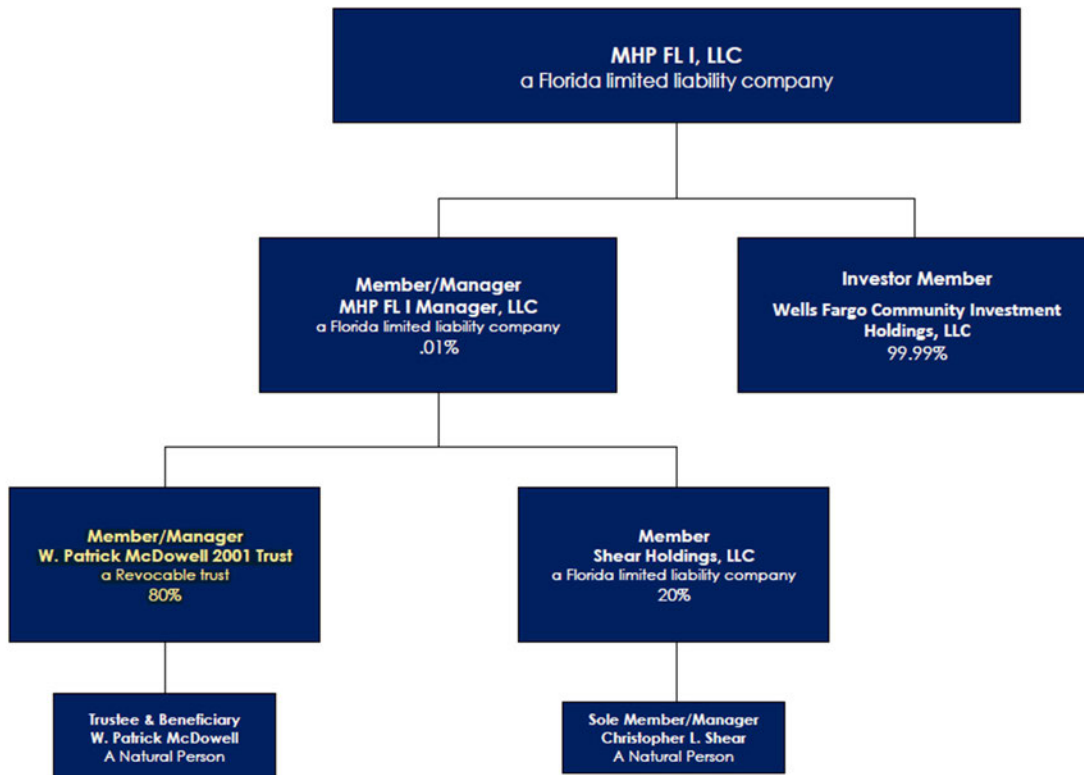 MHP FL I, LLC
a Florida limited liability company
Member/Manager
MHP FL I Manager, LLC
a Florida limited liability company
.01%
Investor Member
Wells Fargo Community Investment
Holdings, LLC
99.99%
Member/Manager
W. Patrick McDowell 2001 Trust
a Revocable trust
80%
Member
Shear Holdings, LLC
a Florida limited liability company
20%
Trustee & Beneficiary
W. Patrick McDowell
A Natural Person
Sole Member/Manager
Christopher L. Shear
A Natural Person